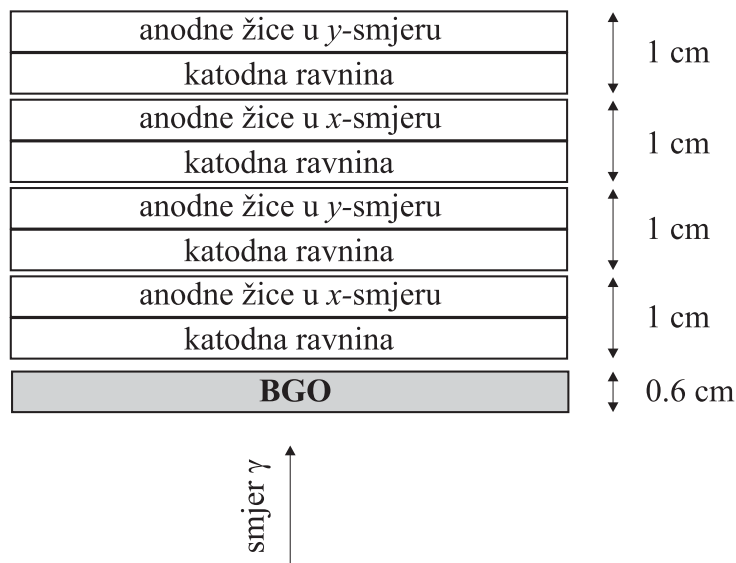 anodne žice u y-smjeru
katodna ravnina
1 cm
anodne žice u x-smjeru
katodna ravnina
1 cm
anodne žice u y-smjeru
katodna ravnina
1 cm
anodne žice u x-smjeru
katodna ravnina
1 cm
BGO
0.6 cm
smjer γ